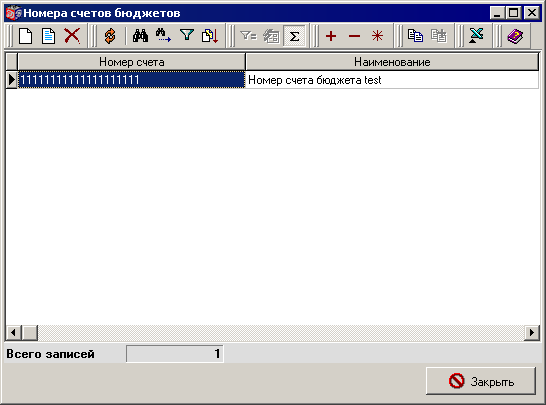 Номера счетов бюджетов
Номер счета Наименование
11111111111111111111 Номер счета бюджета test
Всего записей 1
Закрыть